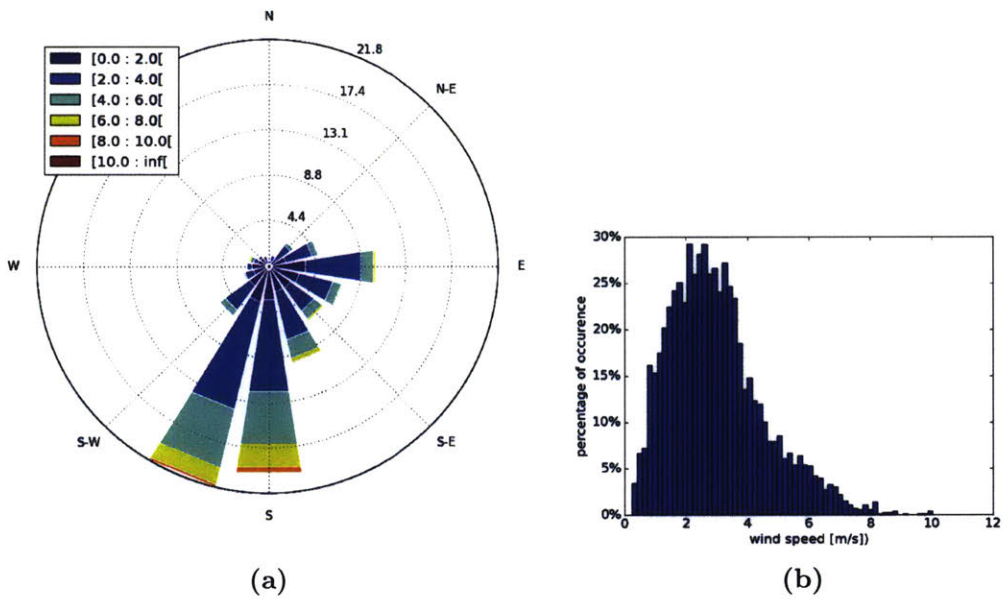 N
21.8
17.4
13.1
8.8
4.4
N-E
W
E
S-W
S-E
S
[0.0 : 2.0[
[2.0 : 4.0[
[4.0 : 6.0[
[6.0 : 8.0[
[8.0 : 10.0[
[10.0 : inf[
(a)
30%
25%
20%
15%
10%
5%
0%
percentage of occurence
0 2 4 6 8 10 12
wind speed [m/s])
(b)